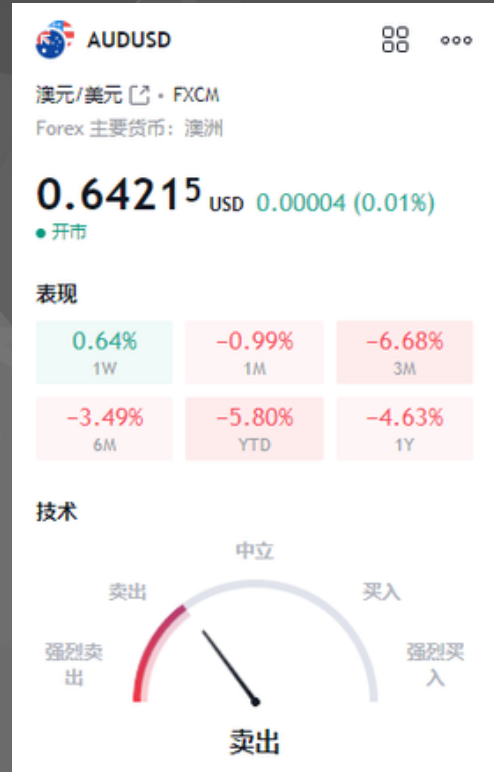 AUDUSD
澳元/美元 • FXCM
Forex 主要货币: 澳洲
0.64215 USD 0.00004 (0.01%)
开市
表现
0.64% −0.99% −6.68%
1W 1M 3M
−3.49% −5.80% −4.63%
6M YTD 1Y
技术
中立
卖出 买入
强烈卖 强烈买
出 入
卖出